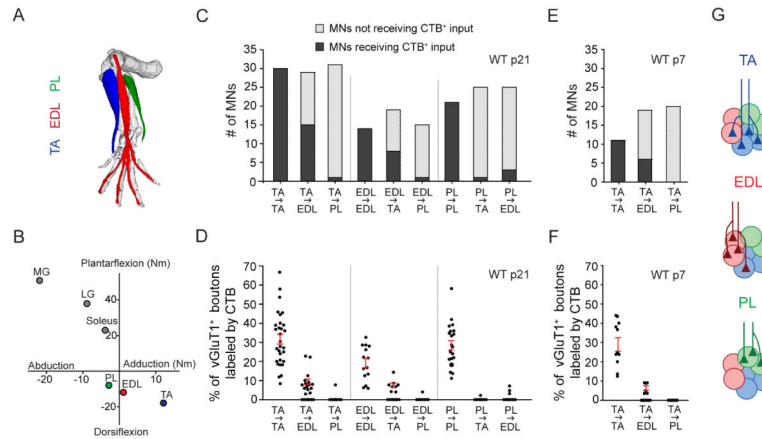 A
TA EDL PL
B
Plantarflexion (Nm)
MG
LG
Soleus
40
20
Abduction
Adduction (Nm)
-20
-10
10
PL
EDL
TA
-20
Dorsiflexion
C
MNs not receiving CTB⁺ input
MNs receiving CTB⁺ input
WT p21
# of MNs
35
30
25
20
15
10
5
0
TA → TA
TA → EDL
TA → PL
EDL → EDL
EDL → TA
EDL → PL
PL → PL
PL → TA
PL → EDL
D
WT p21
% of vGluT1⁺ boutons
labeled by CTB
70
60
50
40
30
20
10
0
TA → TA
TA → EDL
TA → PL
EDL → EDL
EDL → TA
EDL → PL
PL → PL
PL → TA
PL → EDL
E
WT p7
# of MNs
35
30
25
20
15
10
5
0
TA → TA
TA → EDL
TA → PL
F
WT p7
% of vGluT1⁺ boutons
labeled by CTB
70
60
50
40
30
20
10
0
TA → TA
TA → EDL
TA → PL
G
TA
EDL
PL